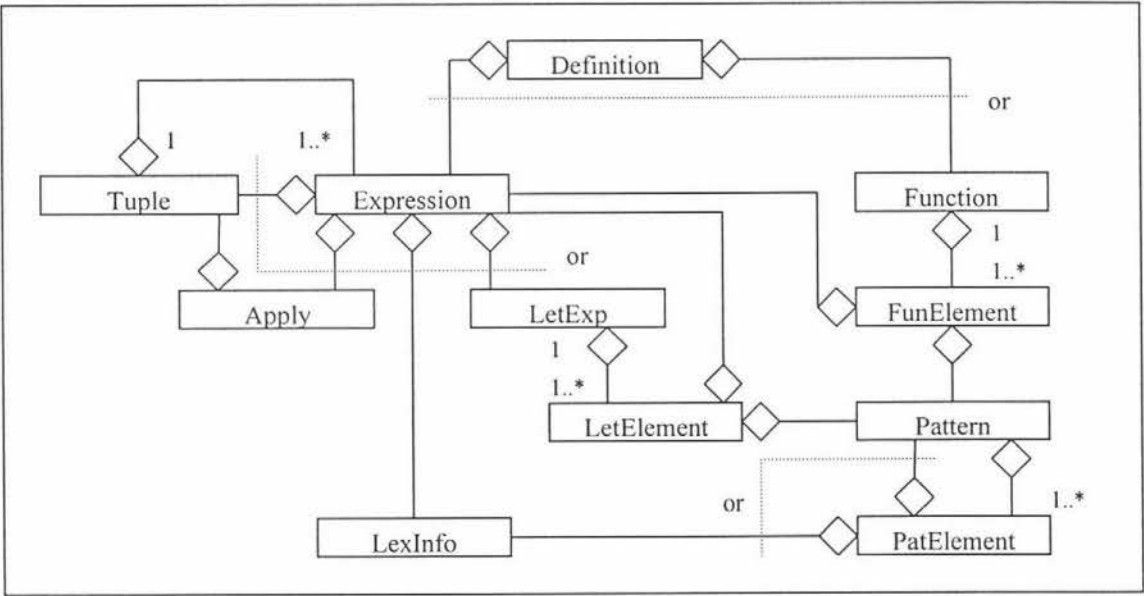 Definition
or
1
1..*
Tuple
Expression
Function
1
or
1..*
Apply
LetExp
FunElement
1
1..*
LetElement
Pattern
or
1..*
LexInfo
PatElement